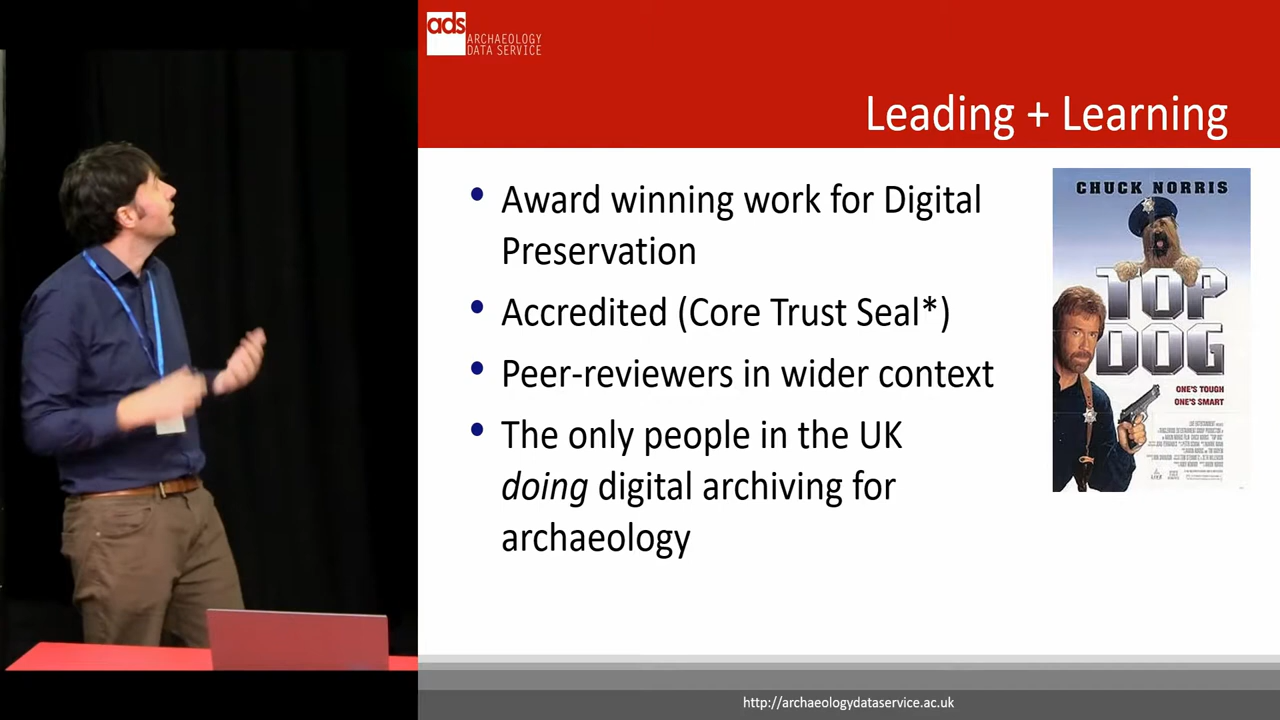 ads
ARCHAEOLOGY
DATA SERVICE
Leading + Learning
• Award winning work for Digital
Preservation
• Accredited (Core Trust Seal*)
• Peer-reviewers in wider context
• The only people in the UK
doing digital archiving for
archaeology
CHUCK NORRIS
TOP
DOG
ONE'S TOUGH
ONE'S SMART
http://archaeologydataservice.ac.uk